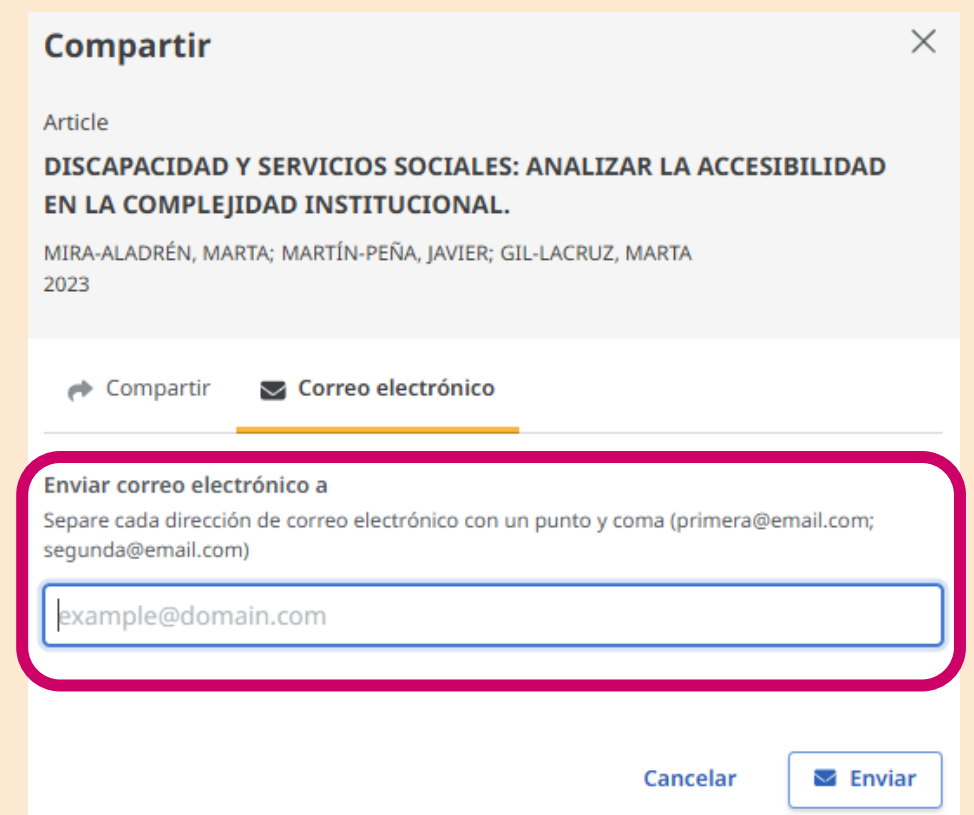 Compartir
Article
DISCAPACIDAD Y SERVICIOS SOCIALES: ANALIZAR LA ACCESIBILIDAD
EN LA COMPLEJIDAD INSTITUCIONAL.
MIRA-ALADRÉN, MARTA; MARTÍN-PEÑA, JAVIER; GIL-LACRUZ, MARTA
2023
Compartir Correo electrónico
Enviar correo electrónico a
Separe cada dirección de correo electrónico con un punto y coma (primera@email.com;
segunda@email.com)
example@domain.com
Cancelar Enviar